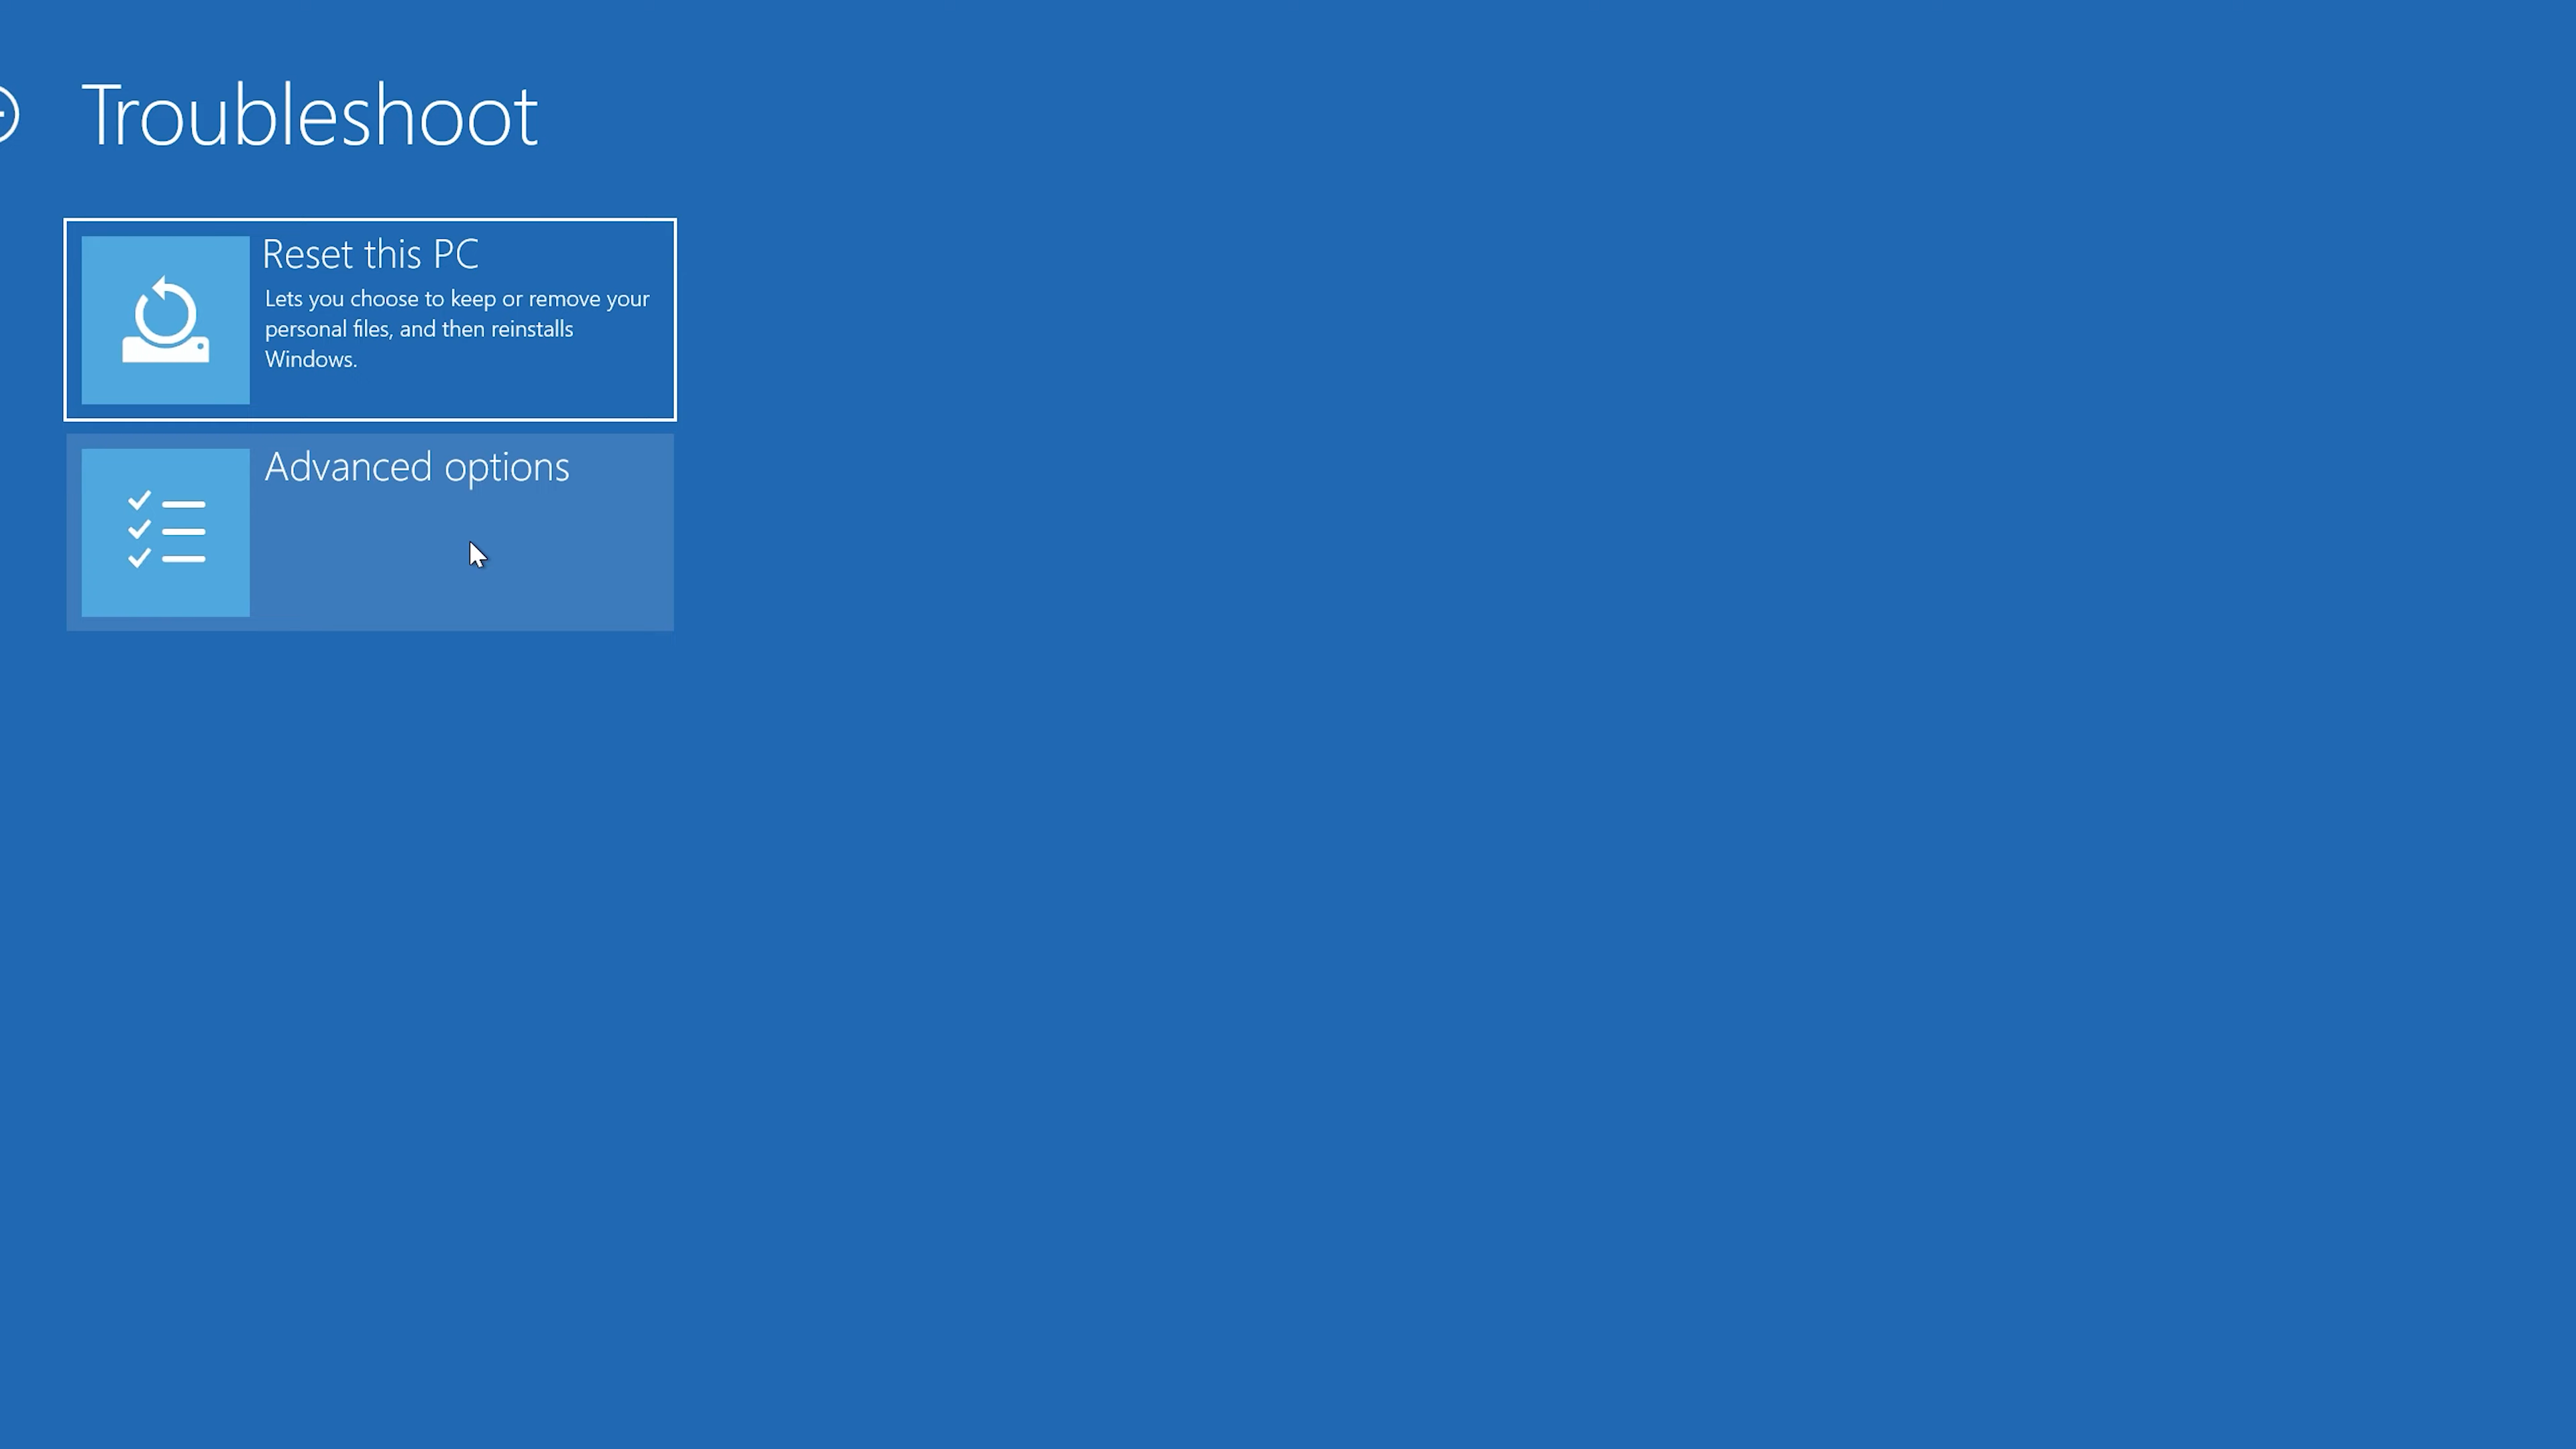 Troubleshoot
Reset this PC
Lets you choose to keep or remove your
personal files, and then reinstalls
Windows.
Advanced options